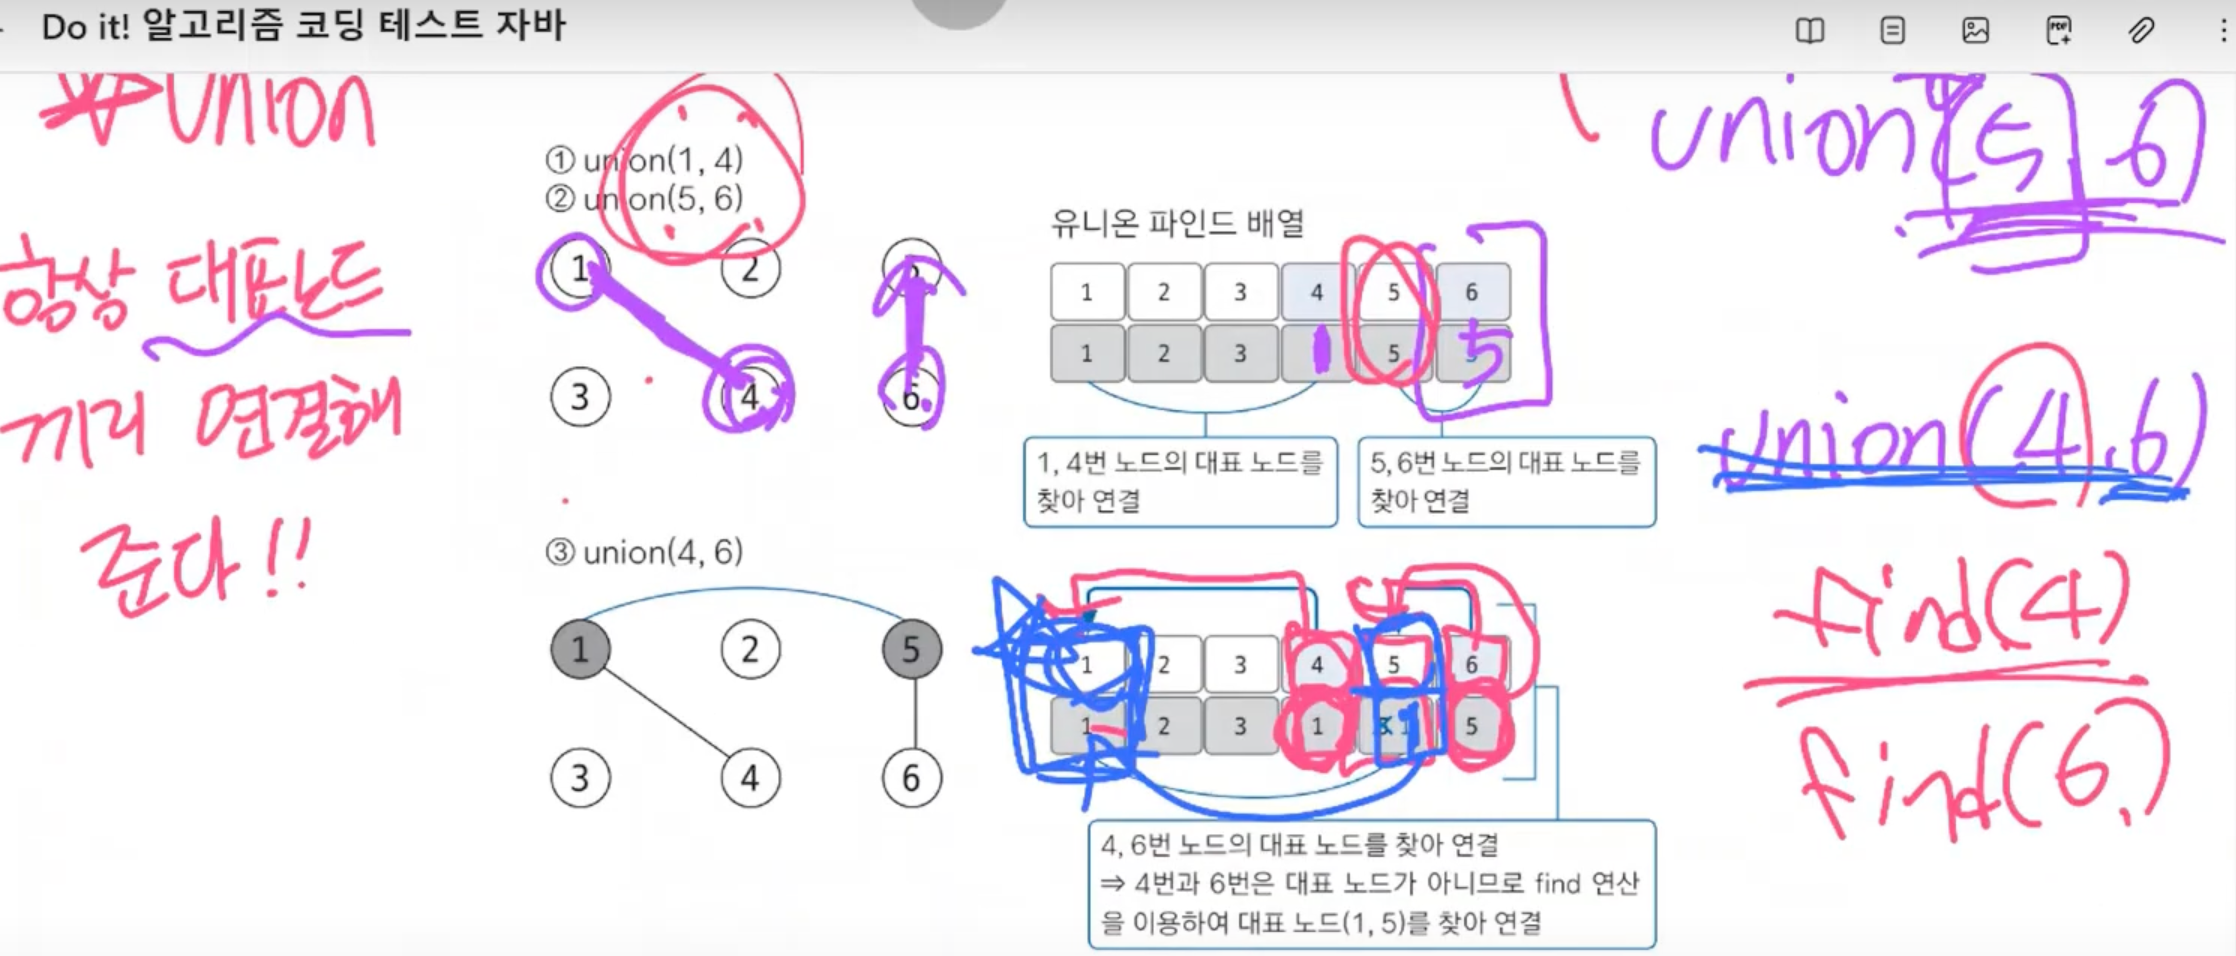 Do it! 알고리즘 코딩 테스트 자바
union
항상 대표노드
끼리 연결해
준다!!
① union(1, 4)
② union(5, 6)
1 2
3 4 6
유니온 파인드 배열
1 2 3 4 5 6
1 2 3 1 5 5
1, 4번 노드의 대표 노드를
찾아 연결
5, 6번 노드의 대표 노드를
찾아 연결
union(5, 6)
union(4,6)
find(4)
find(6)
③ union(4, 6)
1 2 5
3 4 6
1 2 3 4 5 6
1 2 3 1 1 5
4, 6번 노드의 대표 노드를 찾아 연결
⇒ 4번과 6번은 대표 노드가 아니므로 find 연산
을 이용하여 대표 노드(1, 5)를 찾아 연결